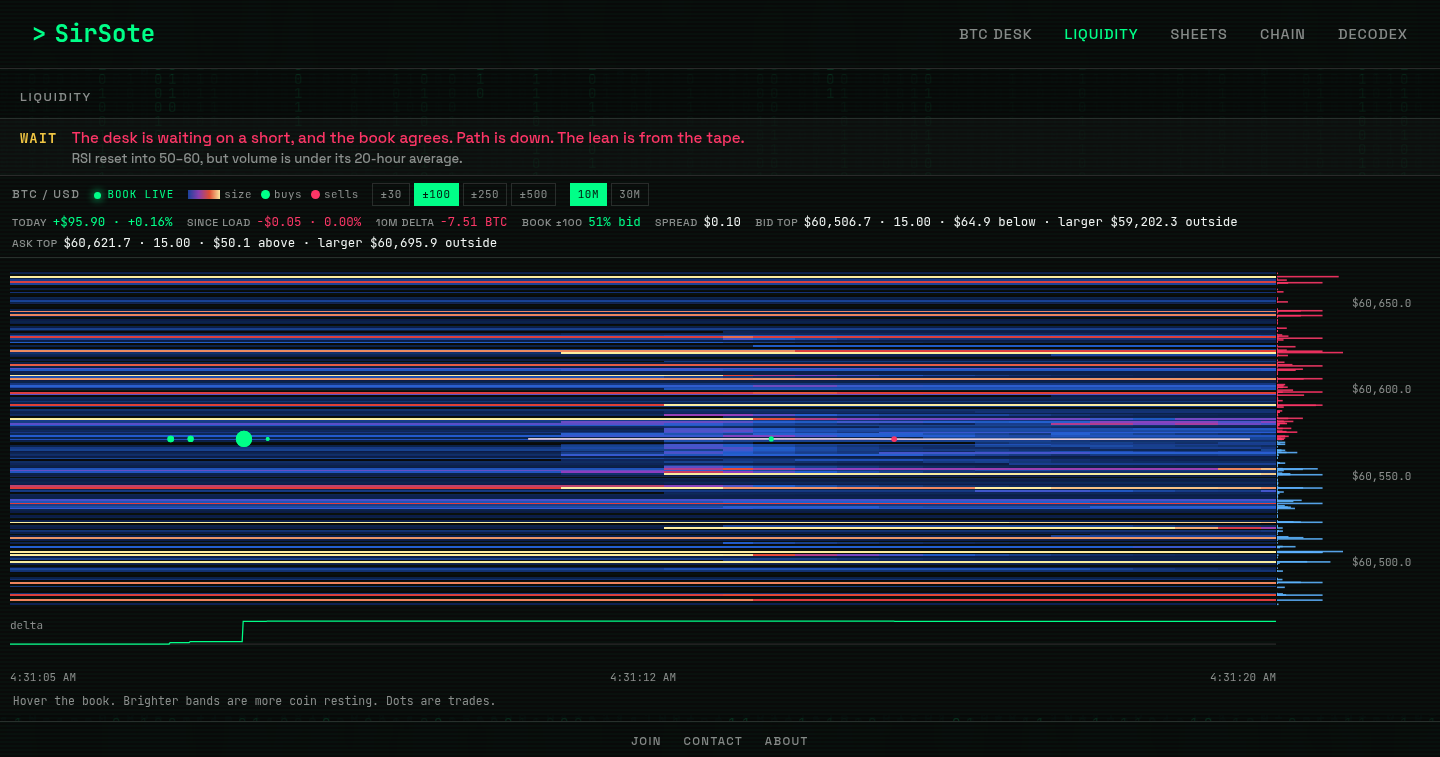 > SirSote
BTC DESK LIQUIDITY SHEETS CHAIN DECODEX
LIQUIDITY
WAIT The desk is waiting on a short, and the book agrees. Path is down. The lean is from the tape.
RSI reset into 50–60, but volume is under its 20-hour average.
BTC / USD BOOK LIVE size buys sells ±30 ±100 ±250 ±500 10M 30M
TODAY +$95.90 · +0.16% SINCE LOAD -$0.05 · 0.00% 10M DELTA -7.51 BTC BOOK ±100 51% bid SPREAD $0.10 BID TOP $60,506.7 · 15.00 · $64.9 below · larger $59,202.3 outside
ASK TOP $60,621.7 · 15.00 · $50.1 above · larger $60,695.9 outside
$60,650.0
$60,600.0
$60,550.0
$60,500.0
delta
4:31:05 AM 4:31:12 AM 4:31:20 AM
Hover the book. Brighter bands are more coin resting. Dots are trades.
JOIN CONTACT ABOUT